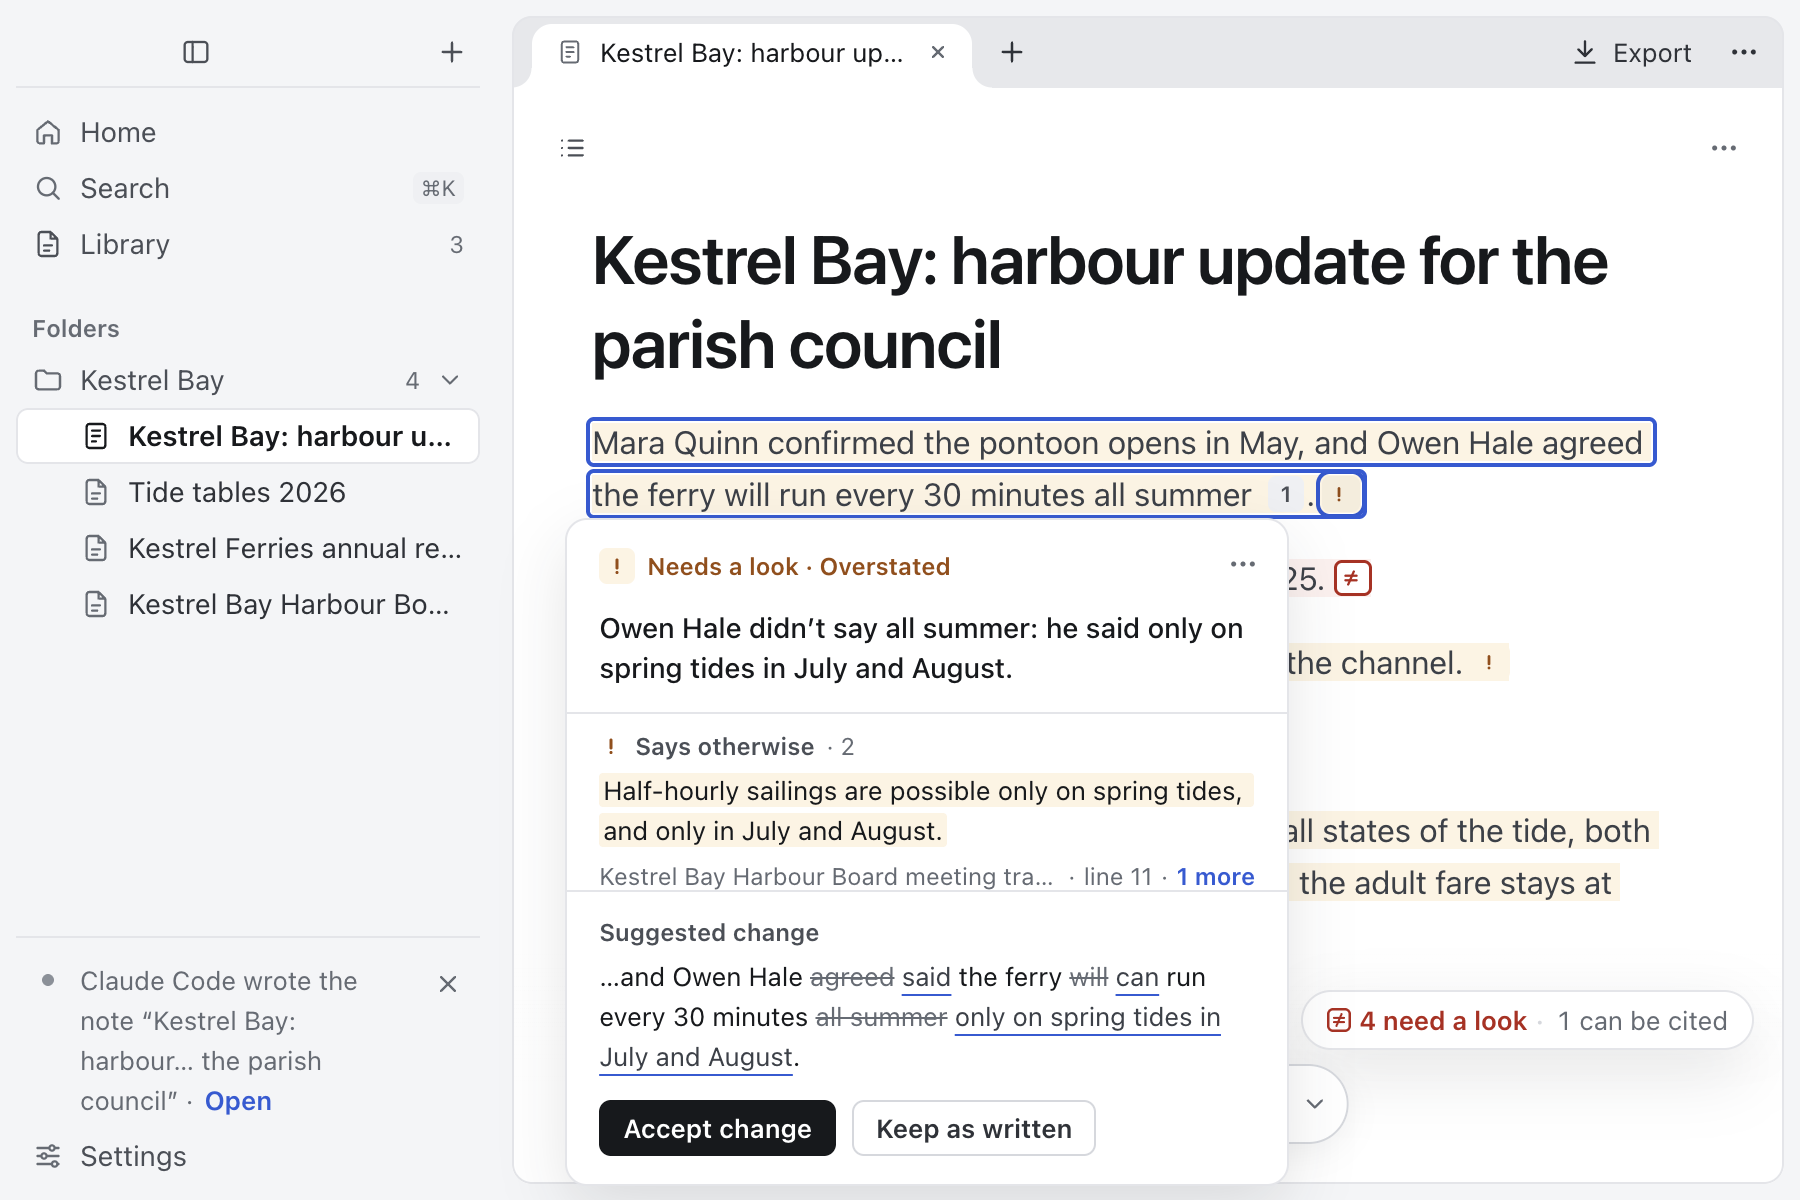 Home
Search
⌘K
Library
3
Folders
Kestrel Bay
4
Kestrel Bay: harbour u...
Tide tables 2026
Kestrel Ferries annual re...
Kestrel Bay Harbour Bo...
Claude Code wrote the
note “Kestrel Bay:
harbour... the parish
council” · Open
Settings
Kestrel Bay: harbour up...
Export
Kestrel Bay: harbour update for the
parish council
Mara Quinn confirmed the pontoon opens in May, and Owen Hale agreed
the ferry will run every 30 minutes all summer 1 . !
25. ≠
the channel. !
all states of the tide, both
the adult fare stays at
! Needs a look · Overstated
Owen Hale didn’t say all summer: he said only on
spring tides in July and August.
! Says otherwise · 2
Half-hourly sailings are possible only on spring tides,
and only in July and August.
Kestrel Bay Harbour Board meeting tra... · line 11 · 1 more
Suggested change
...and Owen Hale agreed said the ferry will can run
every 30 minutes all summer only on spring tides in
July and August.
Accept change
Keep as written
≠ 4 need a look · 1 can be cited